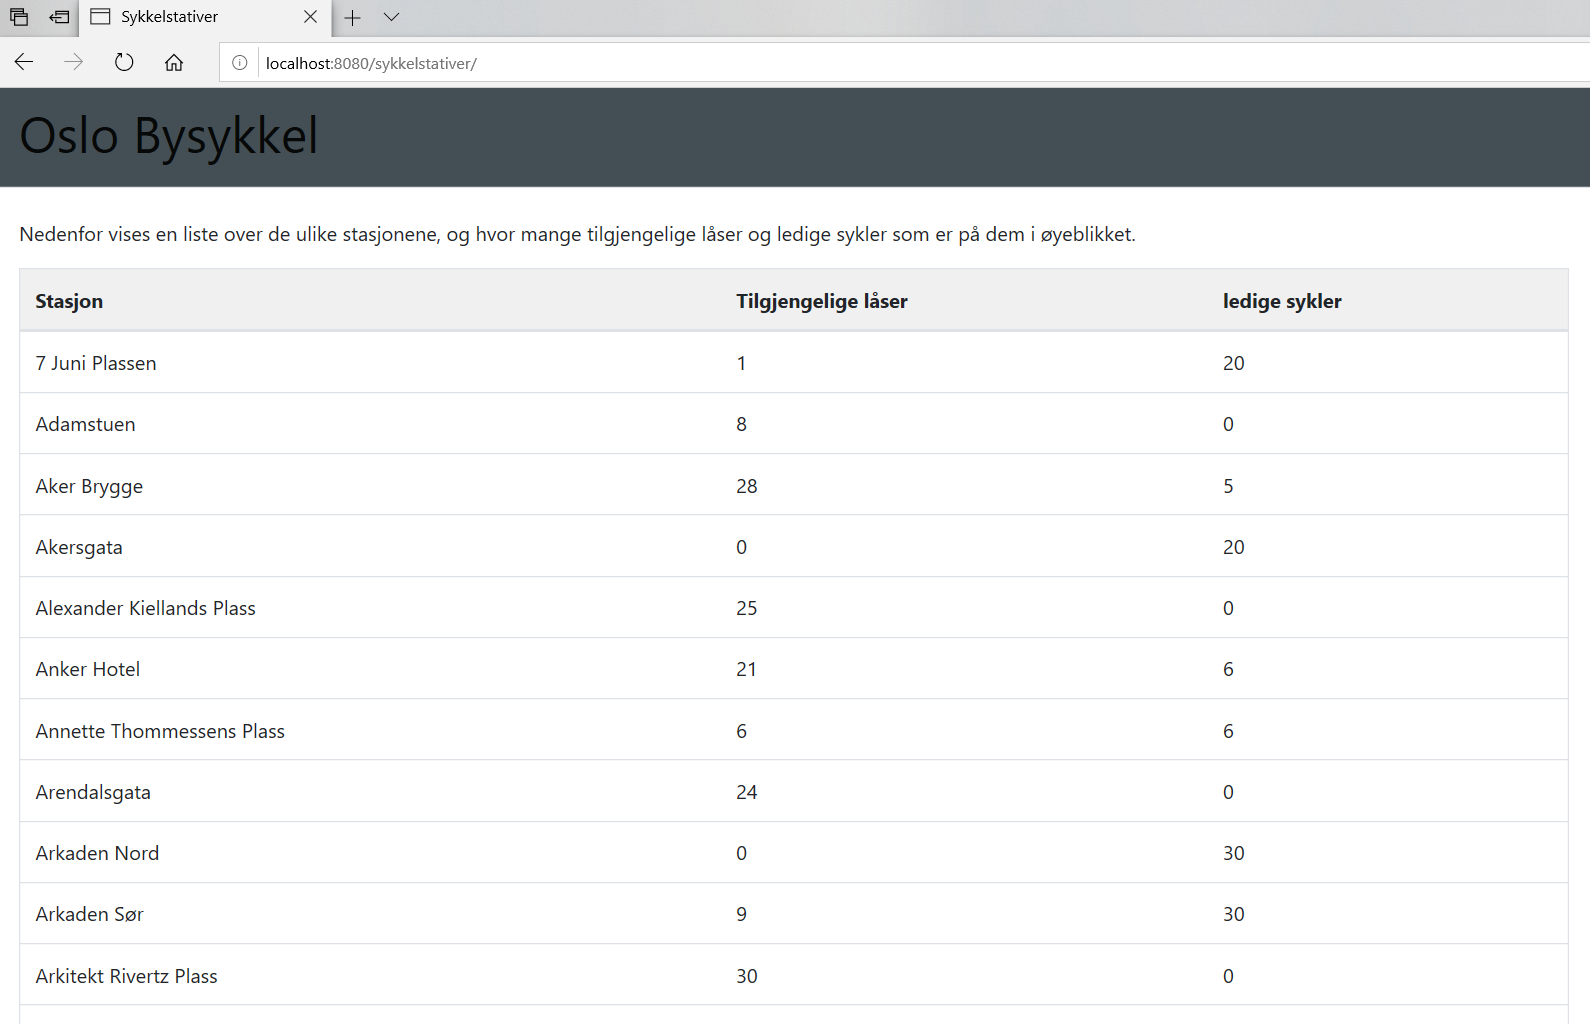 Sykkelstativer
localhost:8080/sykkelstativer/
Oslo Bysykkel
Nedenfor vises en liste over de ulike stasjonene, og hvor mange tilgjengelige låser og ledige sykler som er på dem i øyeblikket.
Stasjon Tilgjengelige låser ledige sykler
7 Juni Plassen 1 20
Adamstuen 8 0
Aker Brygge 28 5
Akersgata 0 20
Alexander Kiellands Plass 25 0
Anker Hotel 21 6
Annette Thommessens Plass 6 6
Arendalsgata 24 0
Arkaden Nord 0 30
Arkaden Sør 9 30
Arkitekt Rivertz Plass 30 0